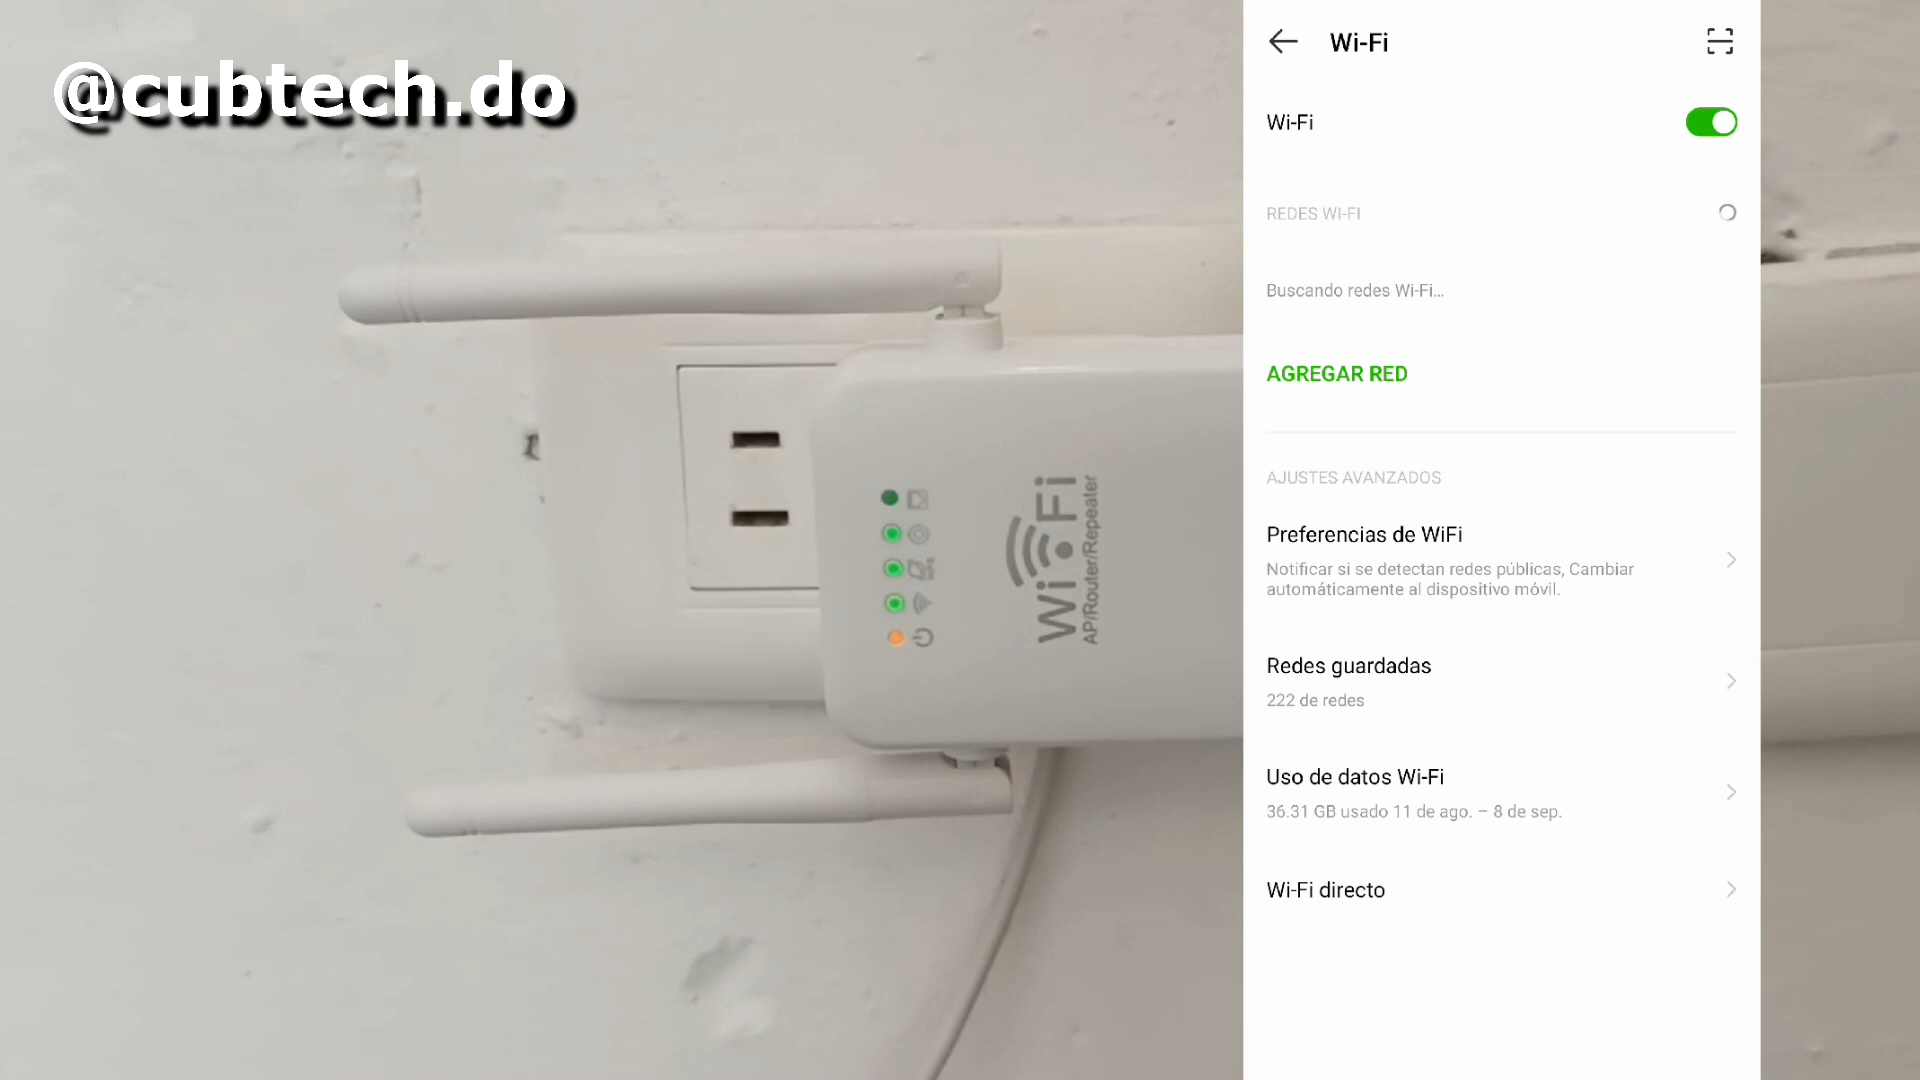 @cubtech.do
WiFi
AP/Router/Repeater
Wi-Fi
Wi-Fi
REDES WI-FI
Buscando redes Wi-Fi...
AGREGAR RED
AJUSTES AVANZADOS
Preferencias de WiFi
Notificar si se detectan redes públicas, Cambiar
automáticamente al dispositivo móvil.
Redes guardadas
222 de redes
Uso de datos Wi-Fi
36.31 GB usado 11 de ago. – 8 de sep.
Wi-Fi directo